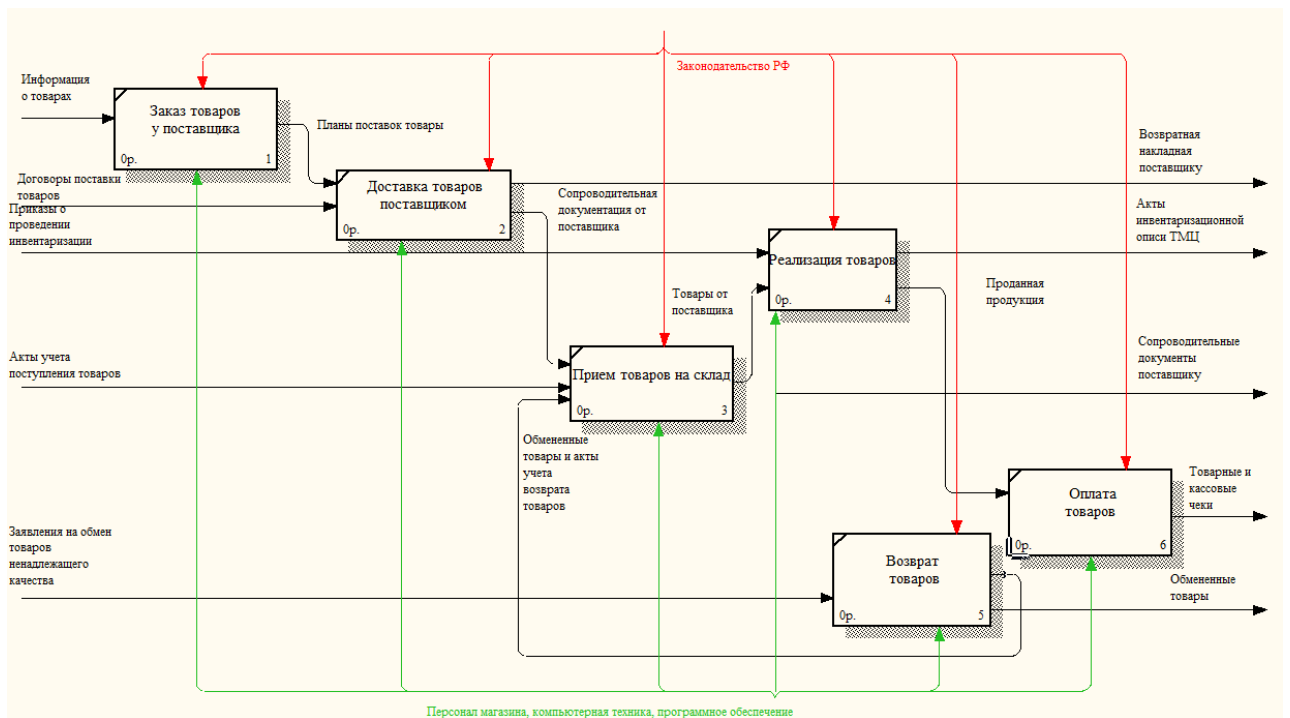 Законодательство РФ
Информация
о товарах
Заказ товаров
у поставщика
0р.
1
Планы поставок товары
Возвратная
накладная
поставщику
Договоры поставки
товаров
Доставка товаров
поставщиком
0р.
2
Сопроводительная
документация от
поставщика
Приказы о
проведении
инвентаризации
Акты
инвентаризационной
описи ТМЦ
Реализация товаров
0р.
4
Товары от
поставщика
Проданная
продукция
Акты учета
поступления товаров
Прием товаров на склад
0р.
3
Сопроводительные
документы
поставщику
Обмененные
товары и акты
учета
возврата
товаров
Оплата
товаров
0р.
6
Товарные и
кассовые
чеки
Заявления на обмен
товаров
ненадлежащего
качества
Возврат
товаров
0р.
5
Обмененные
товары
Персонал магазина, компьютерная техника, программное обеспечение